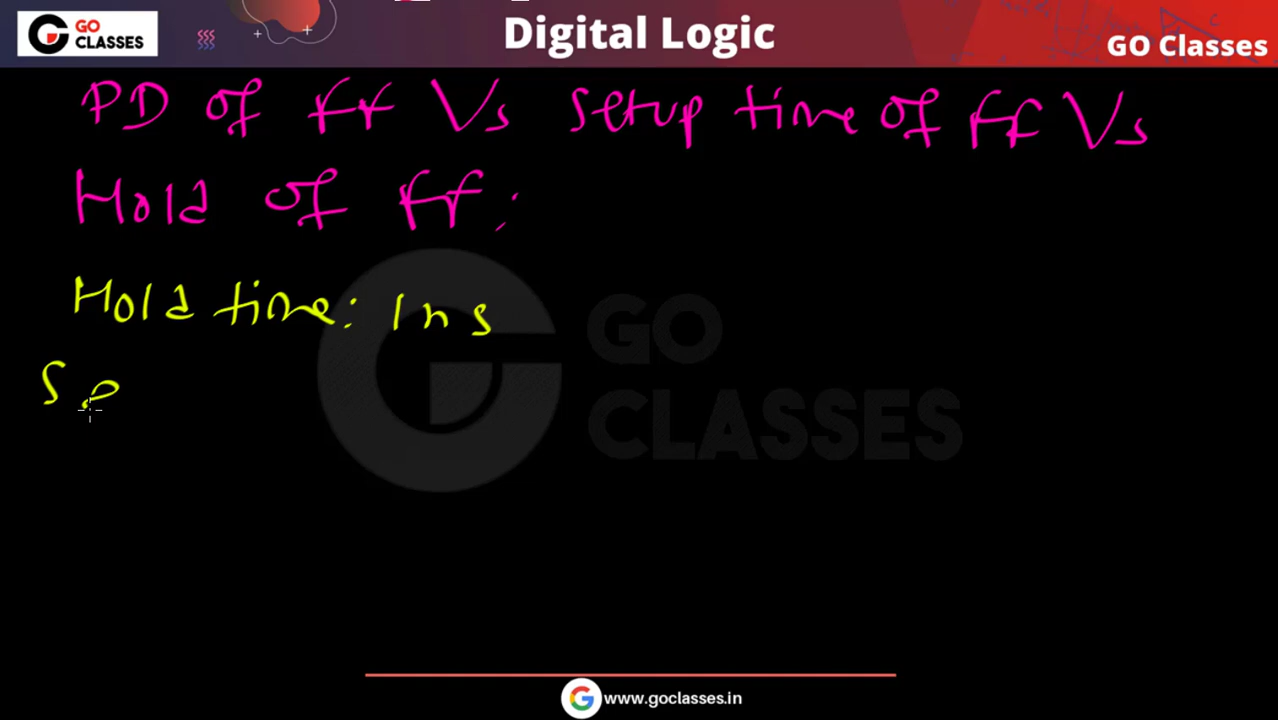 GO
CLASSES
Digital Logic
GO Classes
PD of ff Vs Setup time of ff Vs
Hold of ff :
Hold time : 1ns
Se
GO
CLASSES
www.goclasses.in